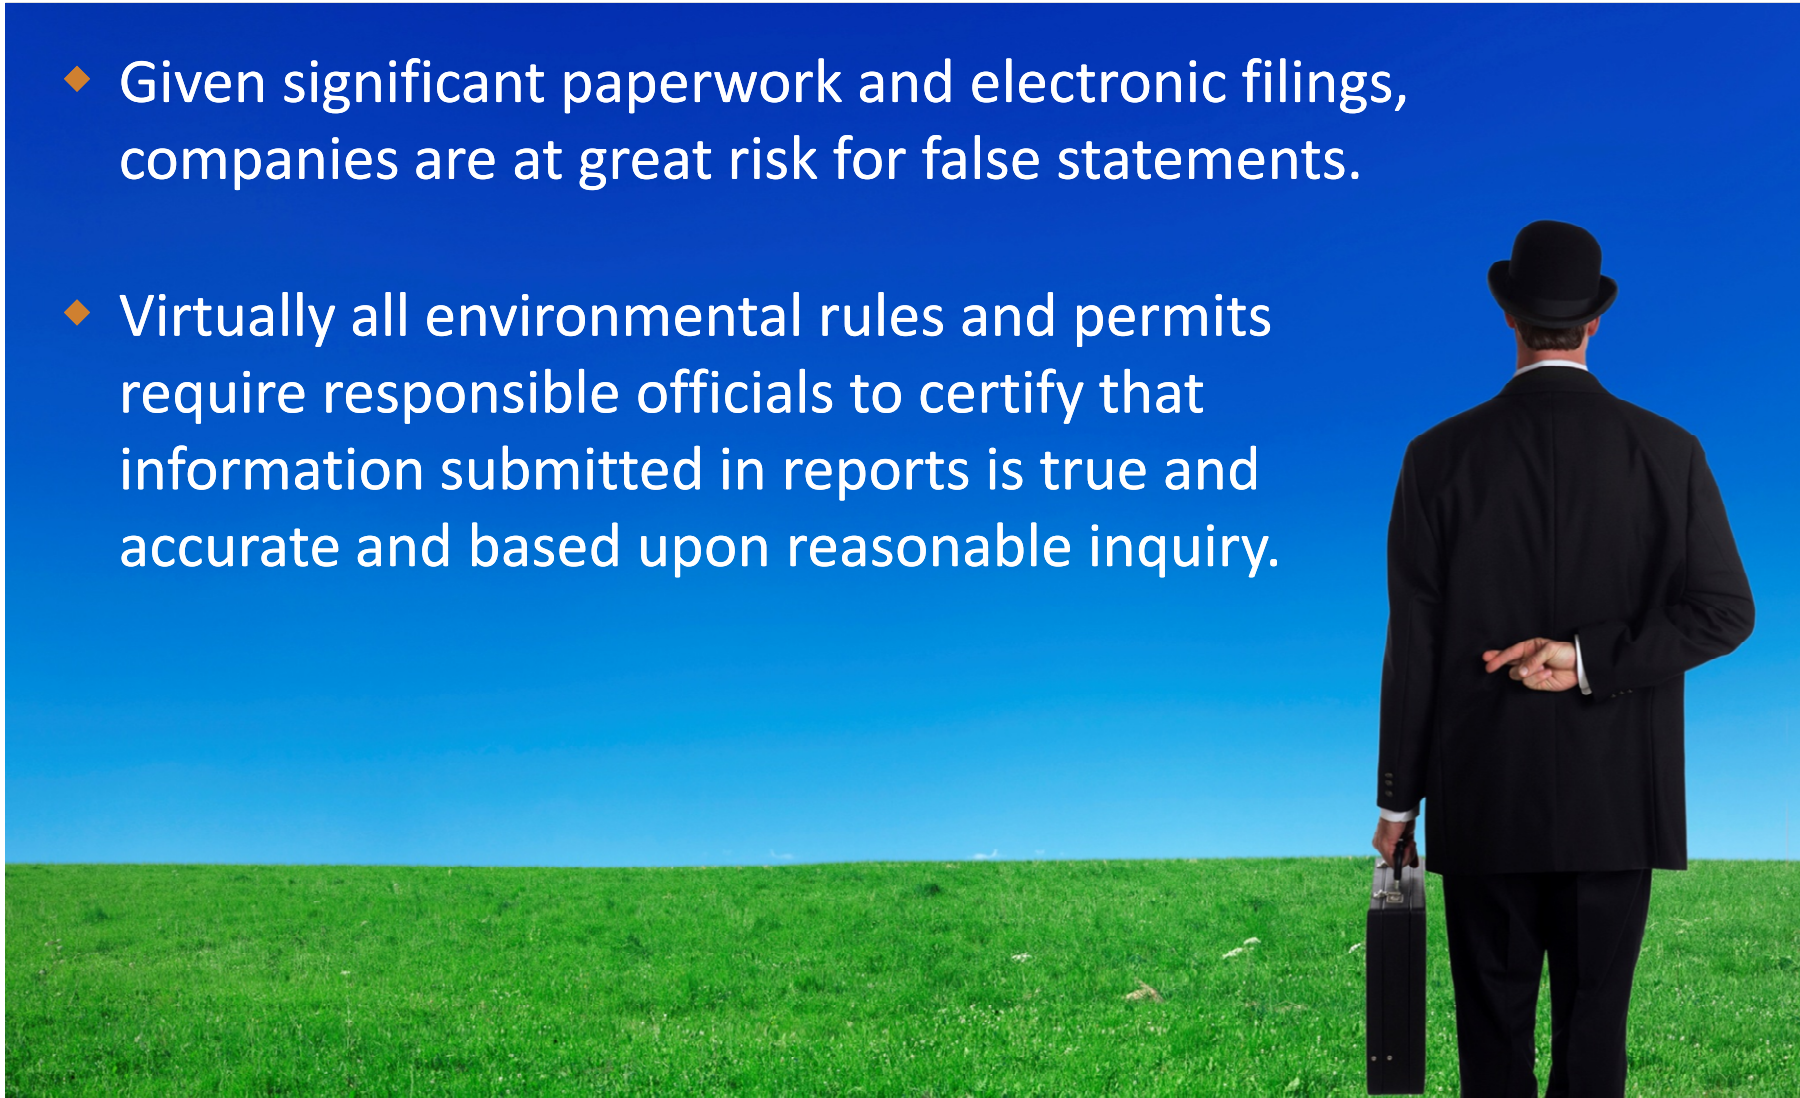 Given significant paperwork and electronic filings,
companies are at great risk for false statements.
Virtually all environmental rules and permits
require responsible officials to certify that
information submitted in reports is true and
accurate and based upon reasonable inquiry.